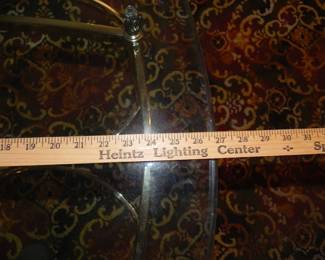 18 19 20 21 22 23 24 25 26 27 28 29 30 31
Heintz Lighting Center